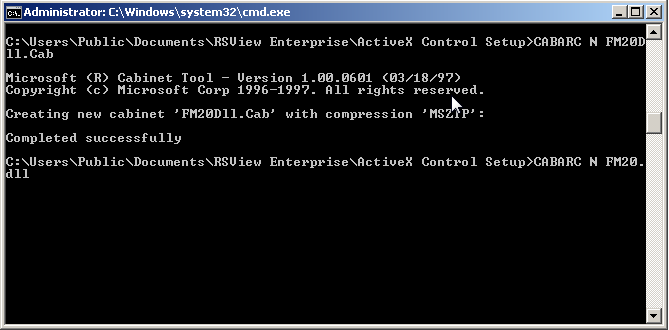 Administrator: C:\Windows\system32\cmd.exe
C:\Users\Public\Documents\RSView Enterprise\ActiveX Control Setup>CABARC N FM20D
ll.Cab
Microsoft (R) Cabinet Tool - Version 1.00.0601 (03/18/97)
Copyright (c) Microsoft Corp 1996-1997. All rights reserved.
Creating new cabinet 'FM20Dll.Cab' with compression 'MSZIP':
Completed successfully
C:\Users\Public\Documents\RSView Enterprise\ActiveX Control Setup>CABARC N FM20.
dll